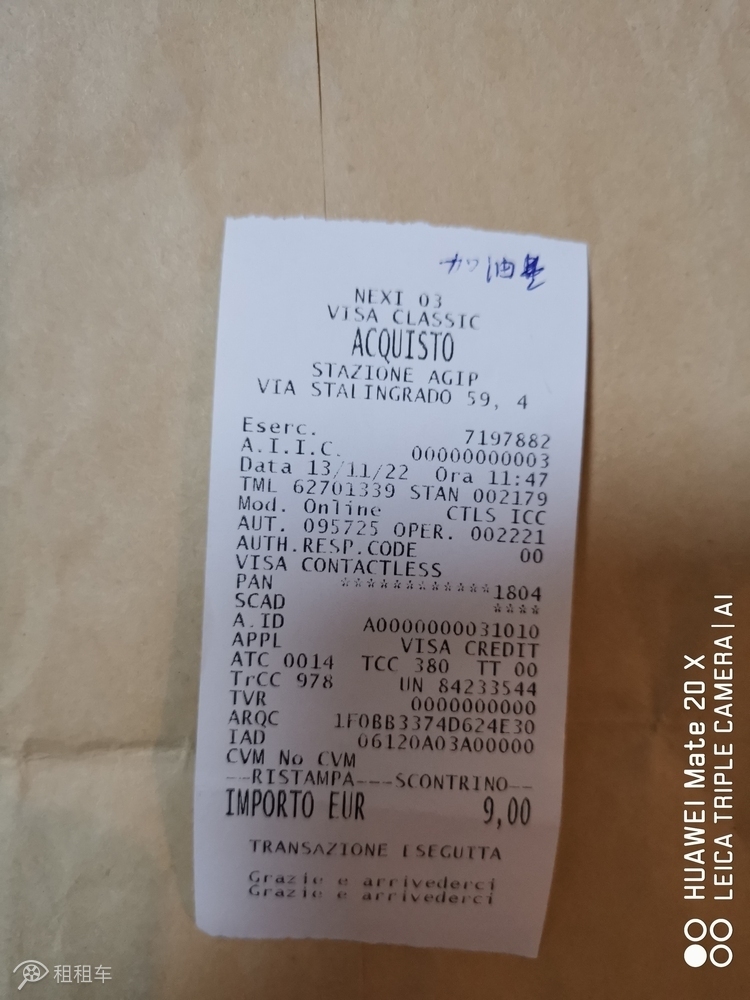 加油
NEXI 03
VISA CLASSIC
ACQUISTO
STAZIONE AGIP
VIA STALINGRADO 59, 4
Eserc. 7197882
A.I.I.C. 00000000003
Data 13/11/22 Ora 11:47
TML 62701339 STAN 002179
Mod. Online CTLS ICC
AUT. 095725 OPER. 002221
AUTH.RESP.CODE 00
VISA CONTACTLESS
PAN ************1804
SCAD ****
A.ID A0000000031010
APPL VISA CREDIT
ATC 0014 TCC 380 TT 00
TrCC 978 UN 84233544
TVR 0000000000
ARQC 1F0BB3374D624E30
IAD 06120A03A00000
CVM No CVM
---RISTAMPA---SCONTRINO--
IMPORTO EUR 9,00
TRANSAZIONE ESEGUITA
Grazie e arrivederci
Grazie e arrivederci
HUAWEI Mate 20 X
LEICA TRIPLE CAMERA | AI
租租车